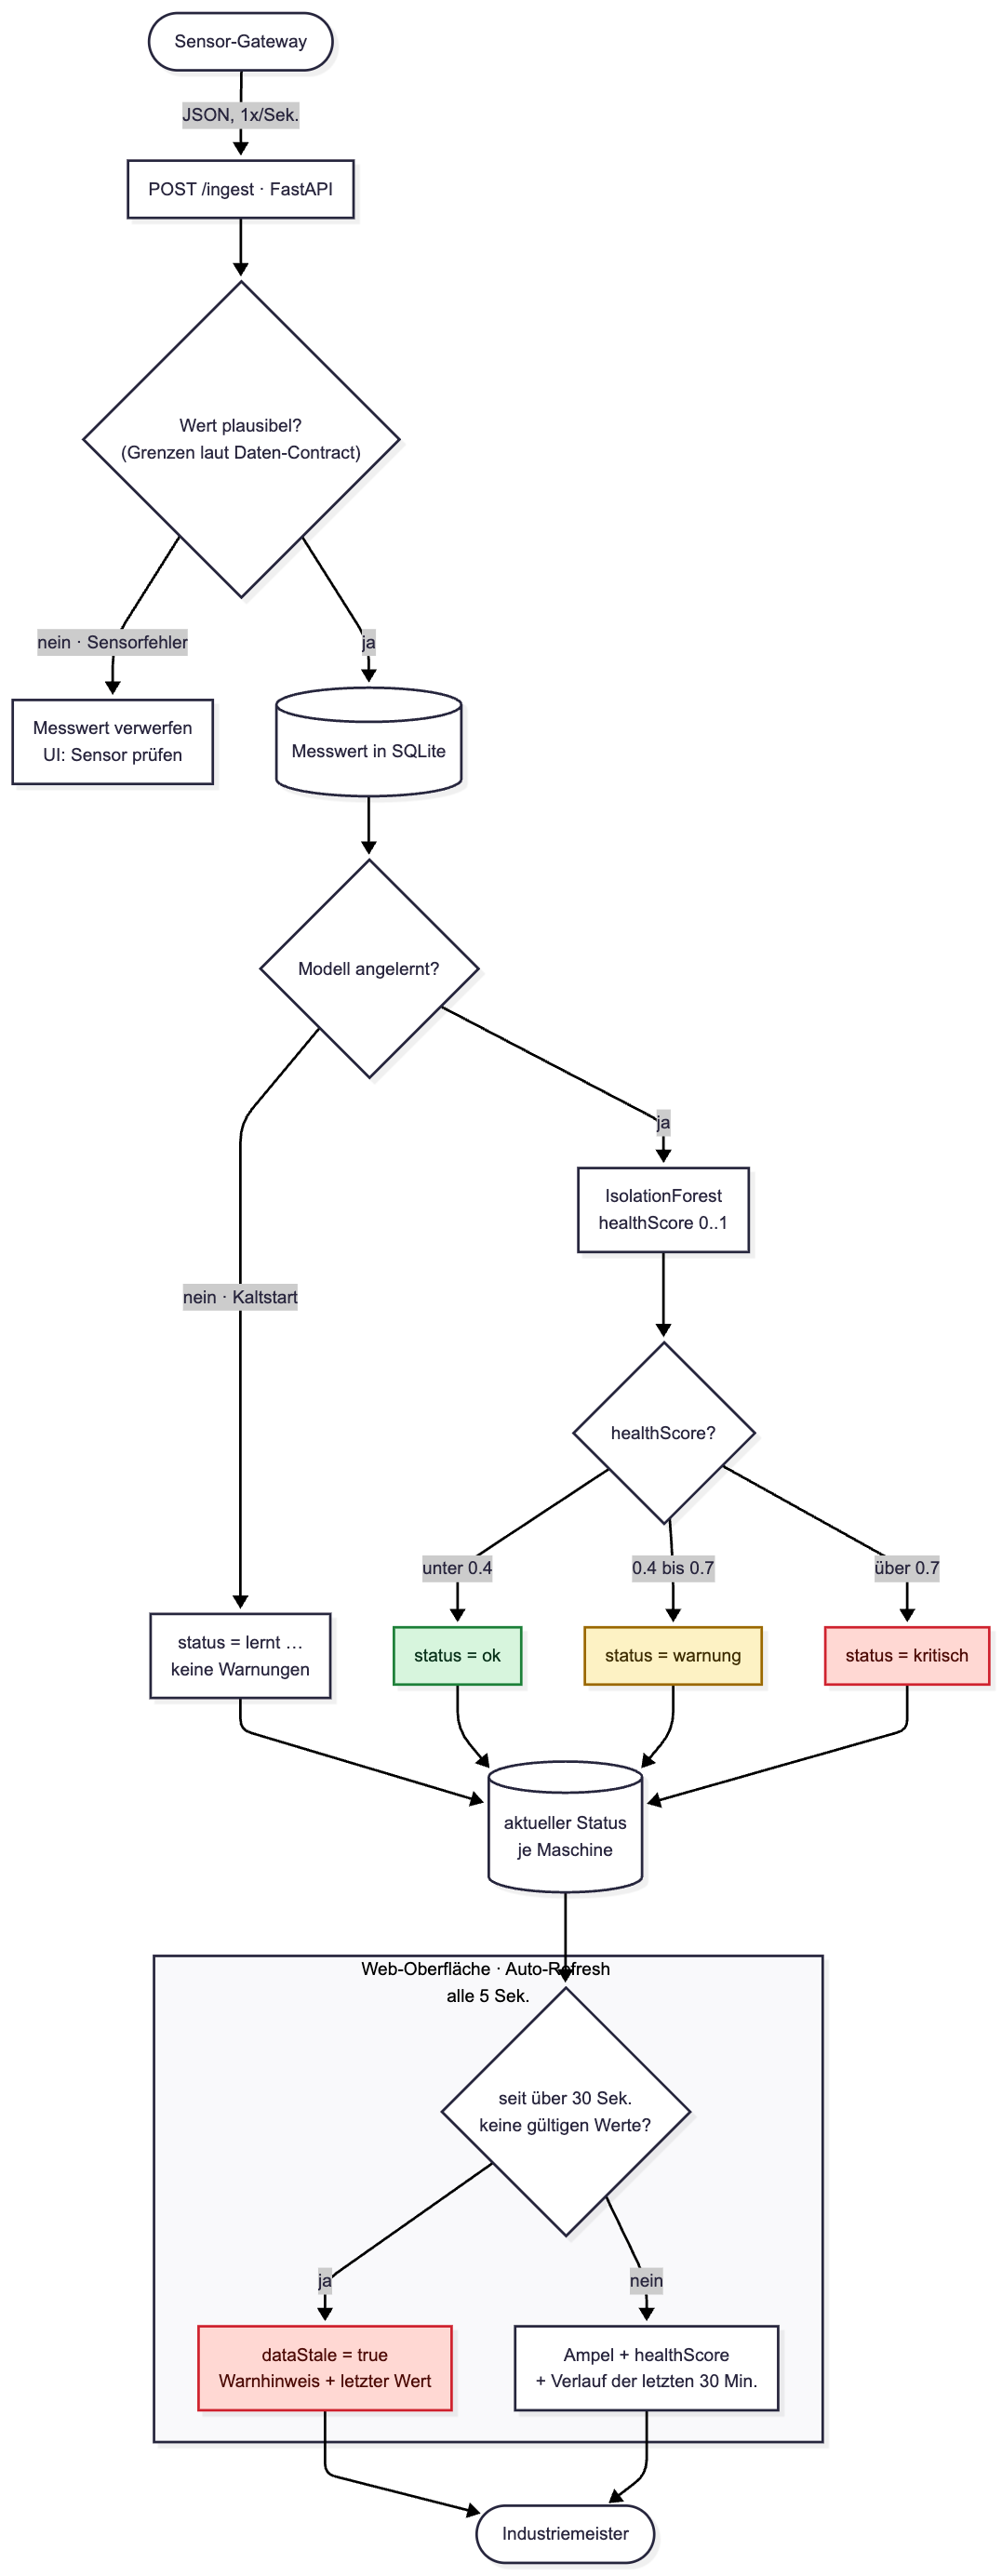 Sensor-Gateway
JSON, 1x/Sek.
POST /ingest · FastAPI
Wert plausibel?
(Grenzen laut Daten-Contract)
nein · Sensorfehler
ja
Messwert verwerfen
UI: Sensor prüfen
Messwert in SQLite
Modell angelernt?
ja
IsolationForest
healthScore 0..1
nein · Kaltstart
healthScore?
unter 0.4
0.4 bis 0.7
über 0.7
status = lernt …
keine Warnungen
status = ok
status = warnung
status = kritisch
aktueller Status
je Maschine
Web-Oberfläche · Auto-Refresh
alle 5 Sek.
seit über 30 Sek.
keine gültigen Werte?
ja
nein
dataStale = true
Warnhinweis + letzter Wert
Ampel + healthScore
+ Verlauf der letzten 30 Min.
Industriemeister